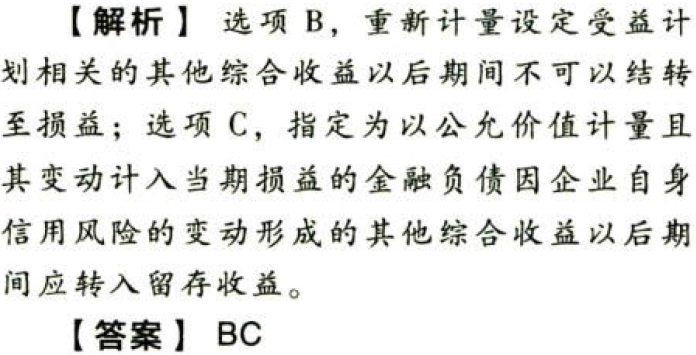 【解析】 选项 B，重新计量设定受益计
划相关的其他综合收益以后期间不可以结转
至损益；选项 C，指定为以公允价值计量且
其变动计入当期损益的金融负债因企业自身
信用风险的变动形成的其他综合收益以后期
间应转入留存收益。
【答案】 BC